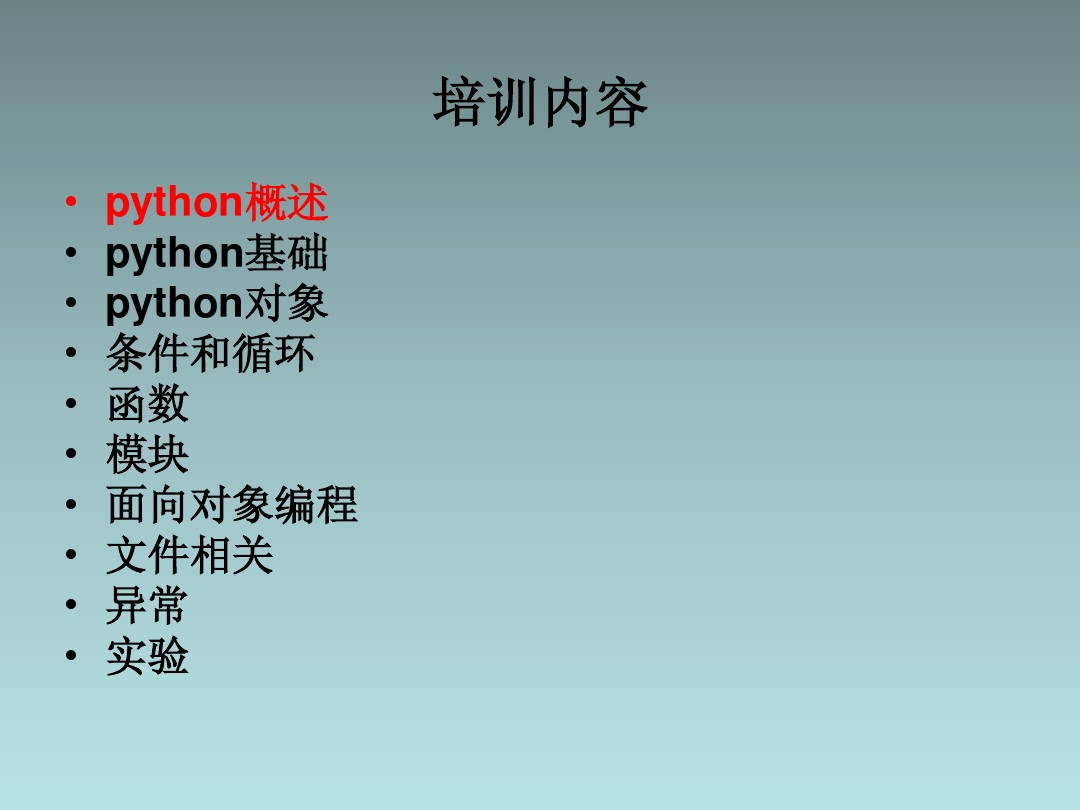 培训内容
• python概述
• python基础
• python对象
• 条件和循环
• 函数
• 模块
• 面向对象编程
• 文件相关
• 异常
• 实验